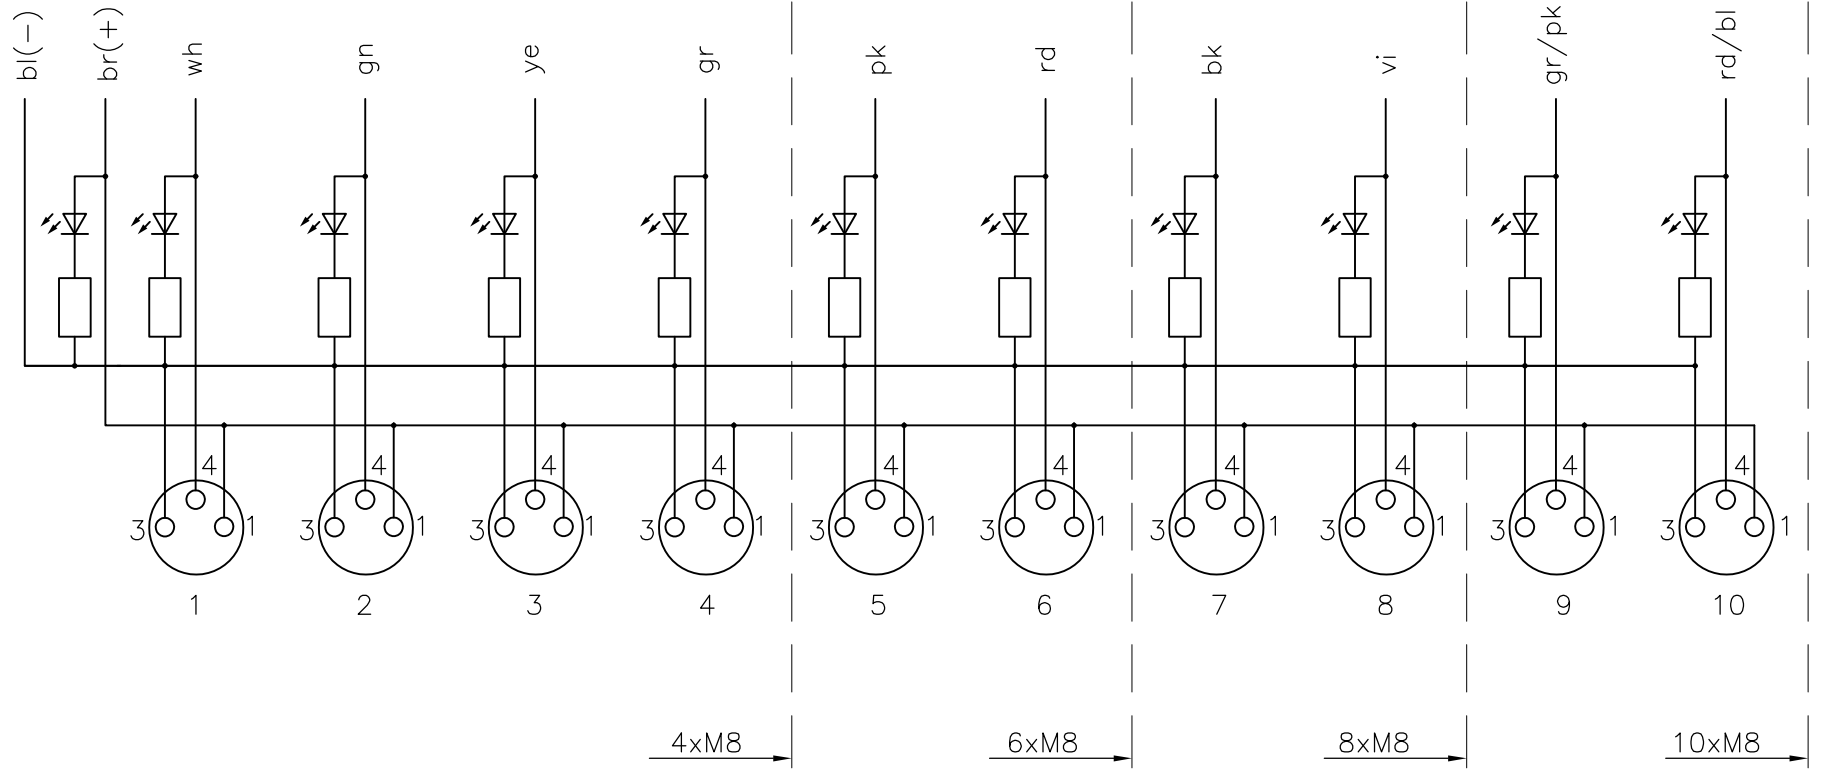 bl(-) br(+) wh gn ye gr pk rd bk vi gr/pk rd/bl
4 4 4 4 4 4 4 4 4 4
3 1 3 1 3 1 3 1 3 1 3 1 3 1 3 1 3 1 3 1
1 2 3 4 5 6 7 8 9 10
4xM8 6xM8 8xM8 10xM8